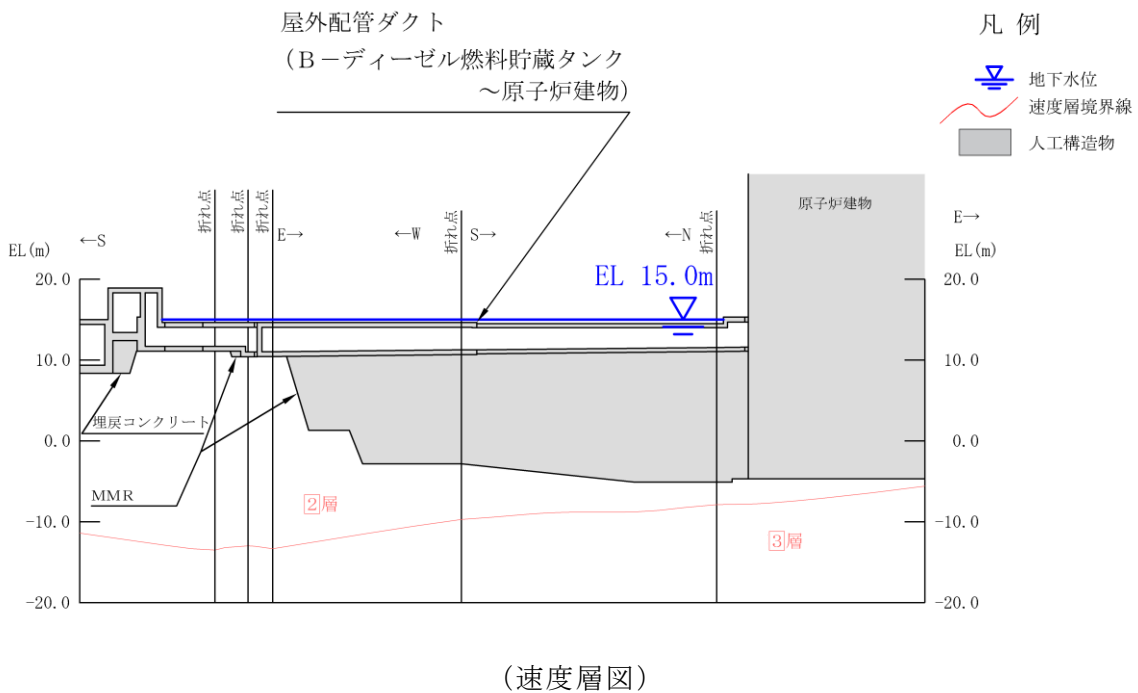 屋外配管ダクト
（Ｂ－ディーゼル燃料貯蔵タンク
～原子炉建物）
凡 例
地下水位
速度層境界線
人工構造物
原子炉建物
折れ点
折れ点
折れ点
折れ点
折れ点
←S
E→
←W
S→
←N
E→
EL(m)
EL(m)
EL 15.0m
20.0
10.0
0.0
-10.0
-20.0
20.0
10.0
0.0
-10.0
-20.0
埋戻コンクリート
ＭＭＲ
2層
3層
（速度層図）